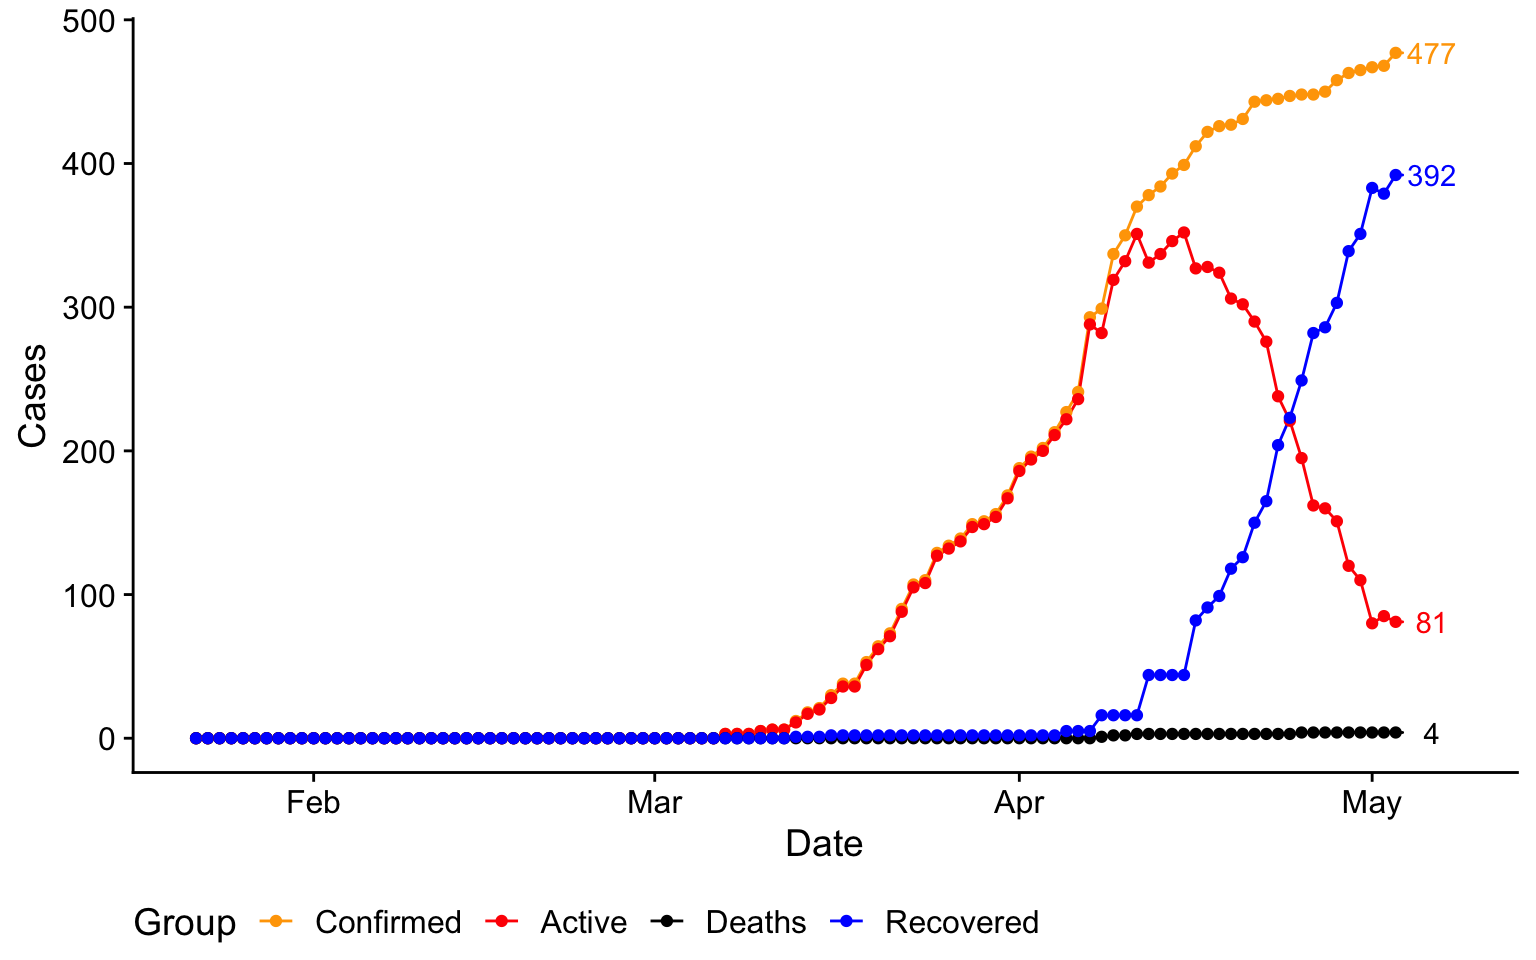 500
400
300
200
100
0
Cases
477
392
81
4
Feb Mar Apr May
Date
Group Confirmed Active Deaths Recovered